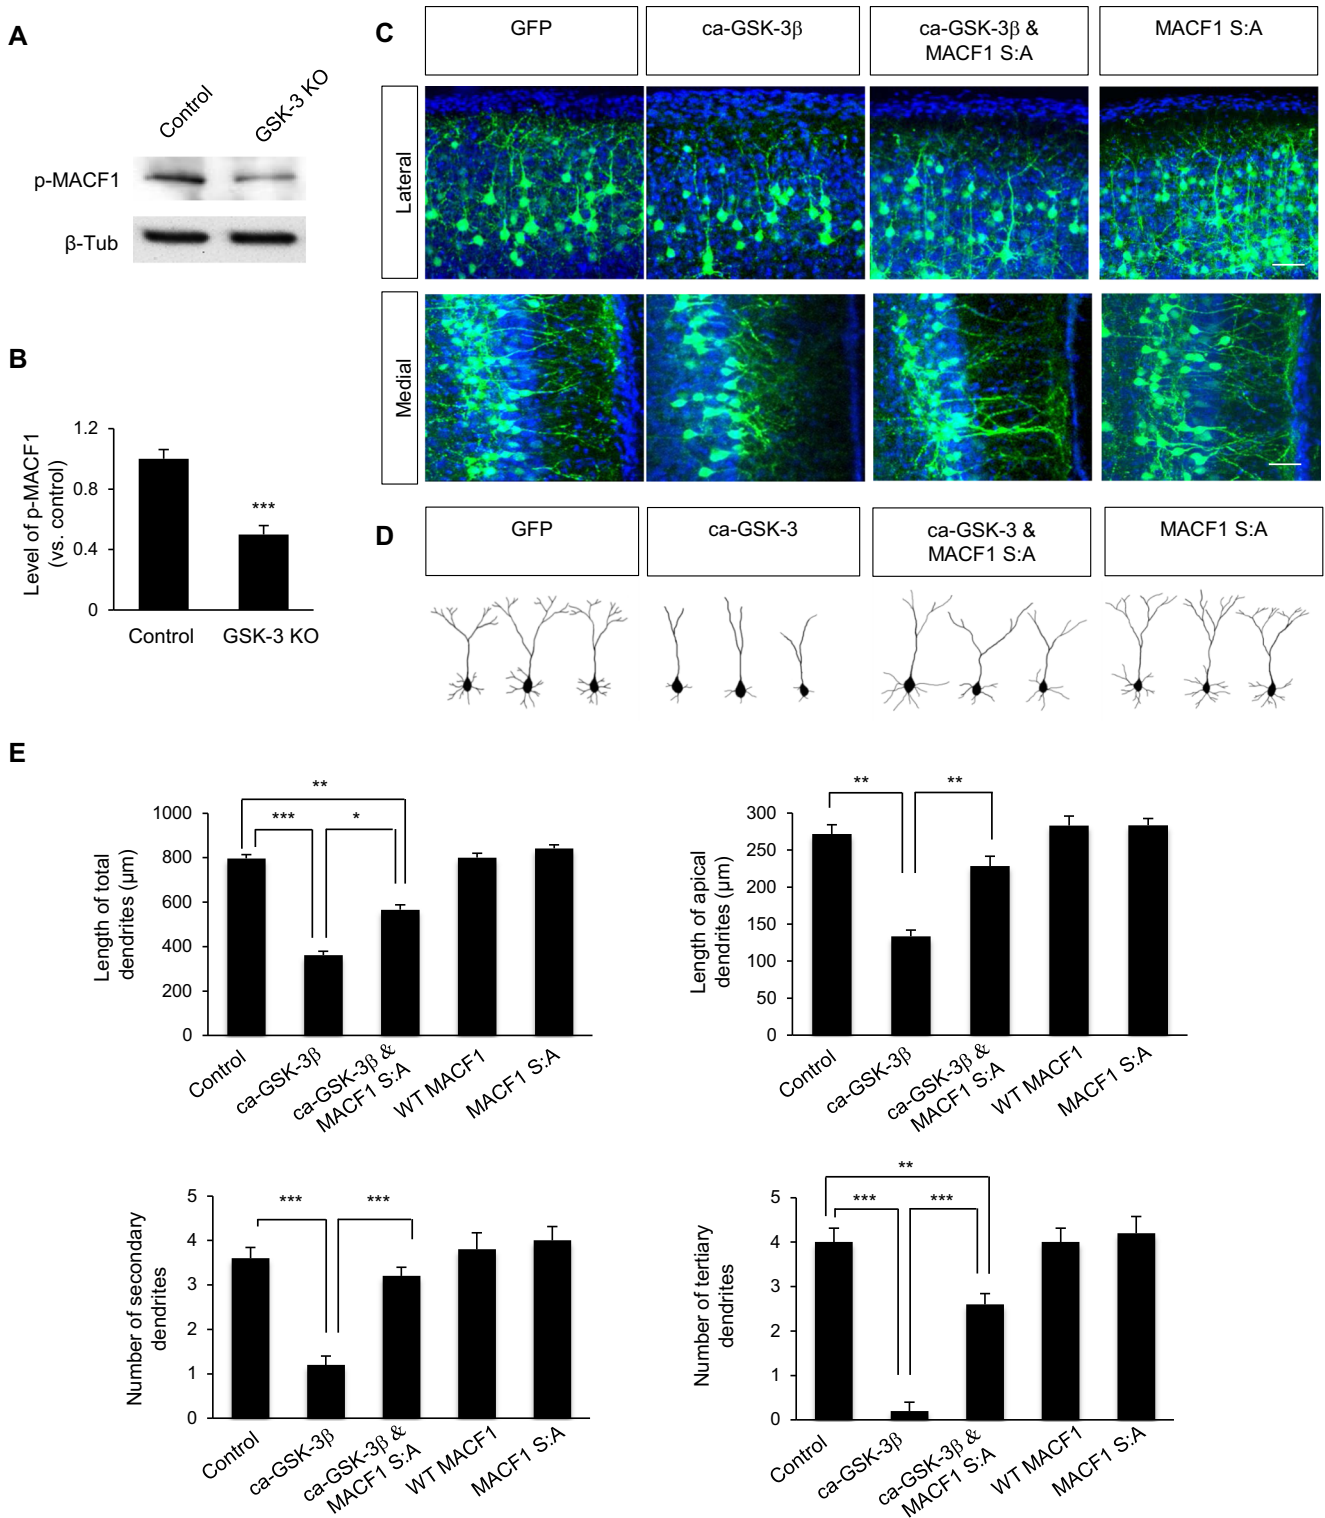 A
Control
GSK-3 KO
p-MACF1
β-Tub
B
Level of p-MACF1
(vs. control)
1.2
0.8
0.4
0
***
Control
GSK-3 KO
C
GFP
ca-GSK-3β
ca-GSK-3β &
MACF1 S:A
MACF1 S:A
Lateral
Medial
D
GFP
ca-GSK-3
ca-GSK-3 &
MACF1 S:A
MACF1 S:A
E
Length of total
dendrites (μm)
1000
800
600
400
200
0
**
***
*
Control
ca-GSK-3β
ca-GSK-3β &
MACF1 S:A
WT MACF1
MACF1 S:A
Length of apical
dendrites (μm)
300
250
200
150
100
50
0
**
**
Control
ca-GSK-3β
ca-GSK-3β &
MACF1 S:A
WT MACF1
MACF1 S:A
Number of secondary
dendrites
5
4
3
2
1
0
***
***
Control
ca-GSK-3β
ca-GSK-3β &
MACF1 S:A
WT MACF1
MACF1 S:A
Number of tertiary
dendrites
5
4
3
2
1
0
**
***
***
Control
ca-GSK-3β
ca-GSK-3β &
MACF1 S:A
WT MACF1
MACF1 S:A